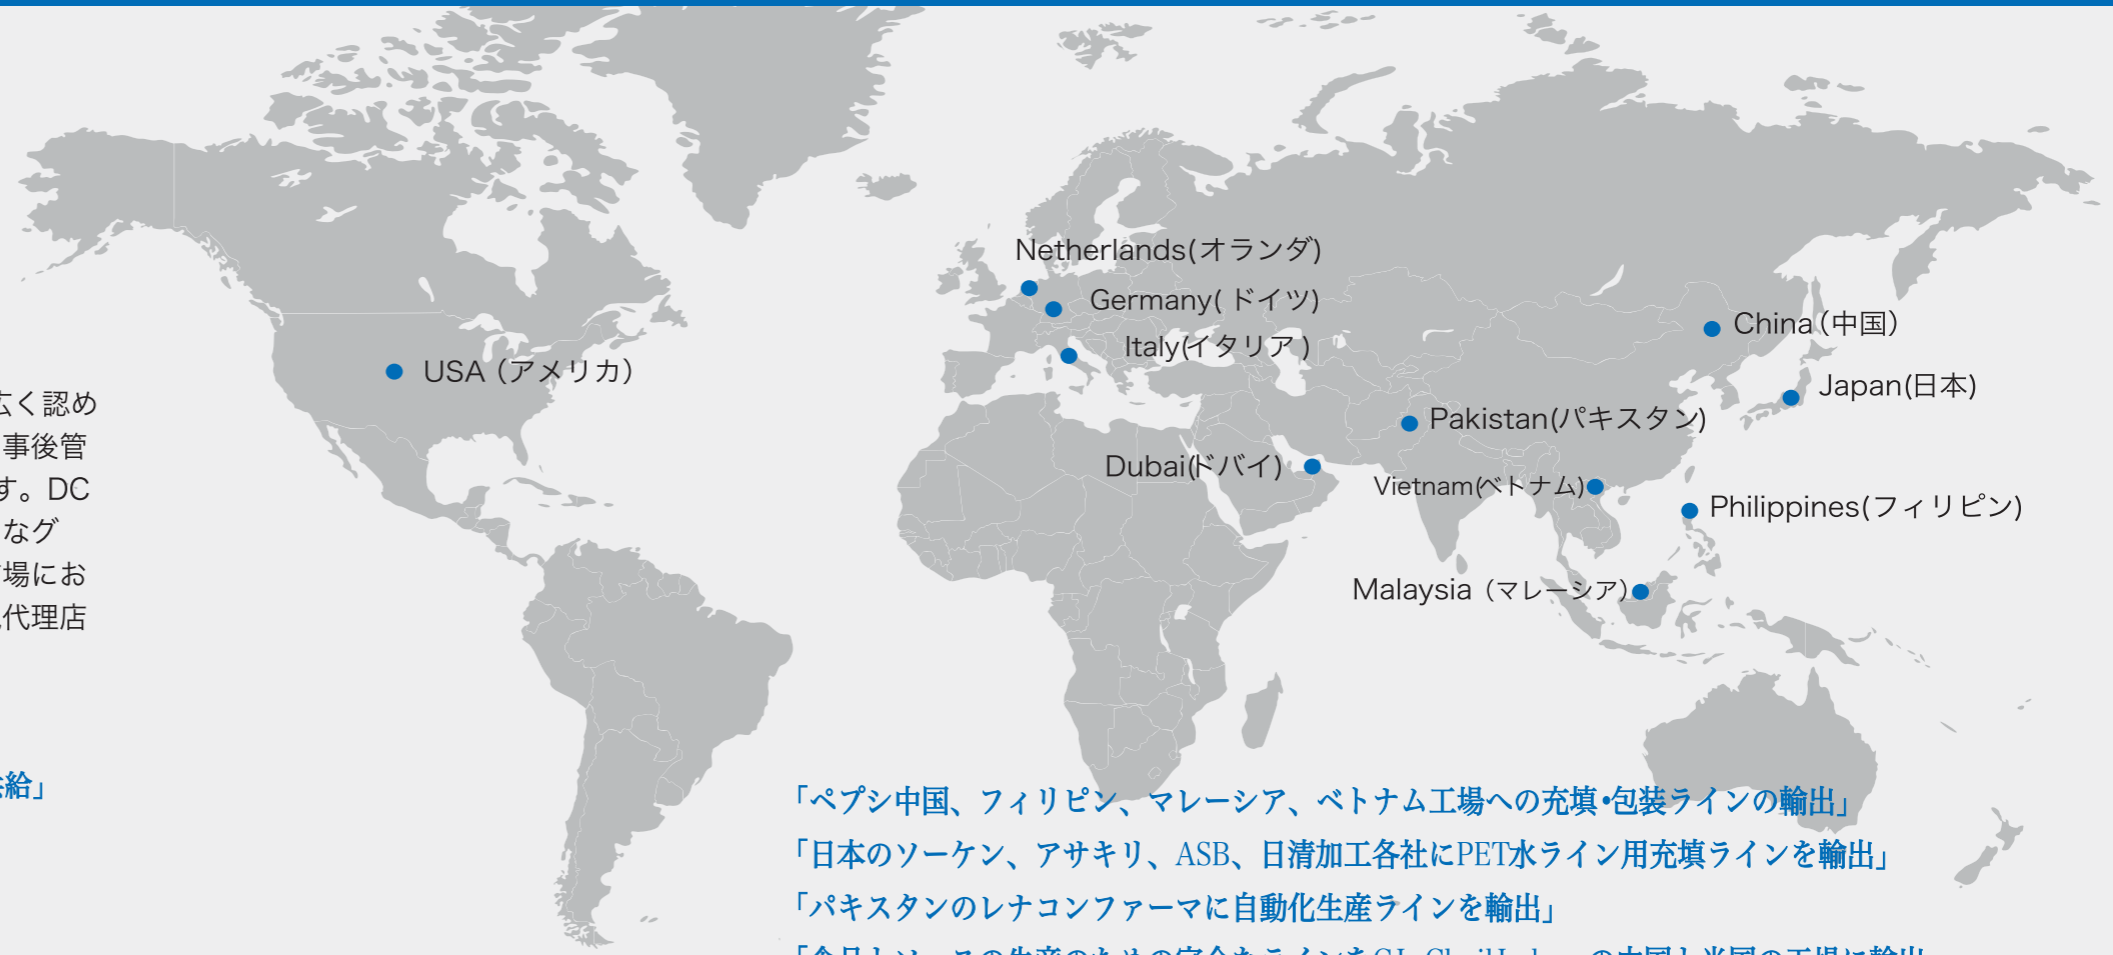 Netherlands(オランダ)
Germany( ドイツ)
Italy(イタリア )
USA（アメリカ）
China（中国）
Japan(日本)
Pakistan(パキスタン)
Dubai(ドバイ)
Vietnam(ベトナム)
Philippines(フィリピン)
Malaysia（マレーシア）
広く認め
事後管
す。DC
なグ
場にお
代理店
給」
「ペプシ中国、フィリピン、マレーシア、ベトナム工場への充填•包装ラインの輸出」
「日本のソーケン、アサキリ、ASB、日清加工各社にPET水ライン用充填ラインを輸出」
「パキスタンのレナコンファーマに自動化生産ラインを輸出」